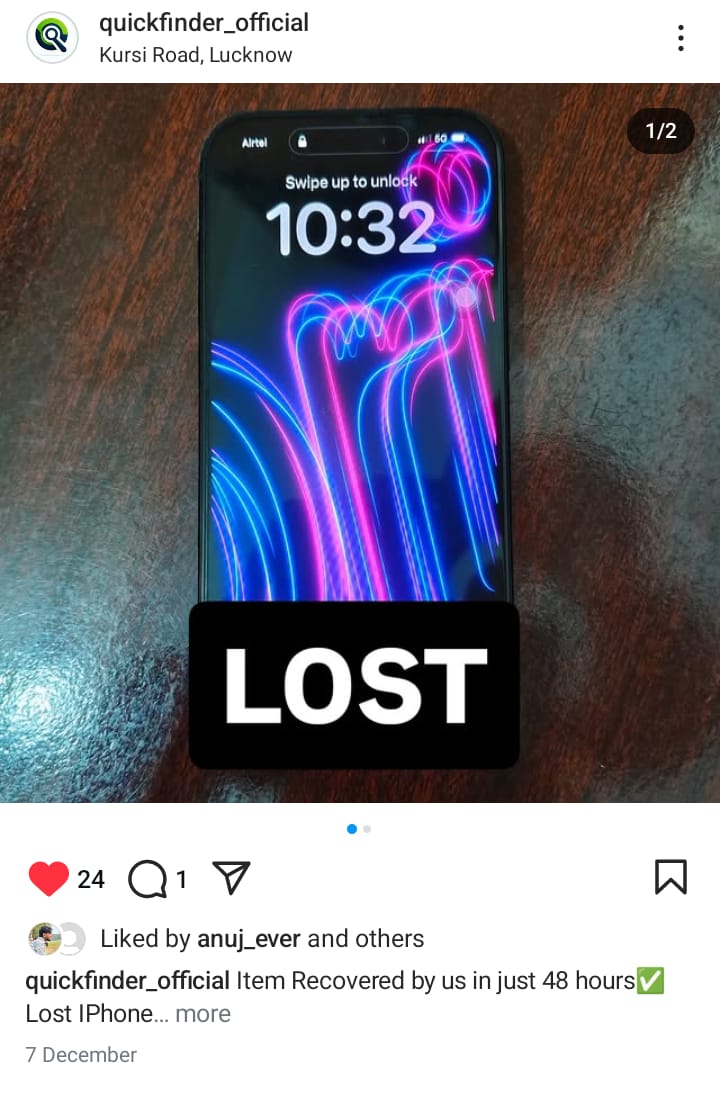 quickfinder_official
Kursi Road, Lucknow
1/2
Airtel
5G
Swipe up to unlock
10:32
LOST
24
1
Liked by anuj_ever and others
quickfinder_official Item Recovered by us in just 48 hours✅
Lost IPhone... more
7 December